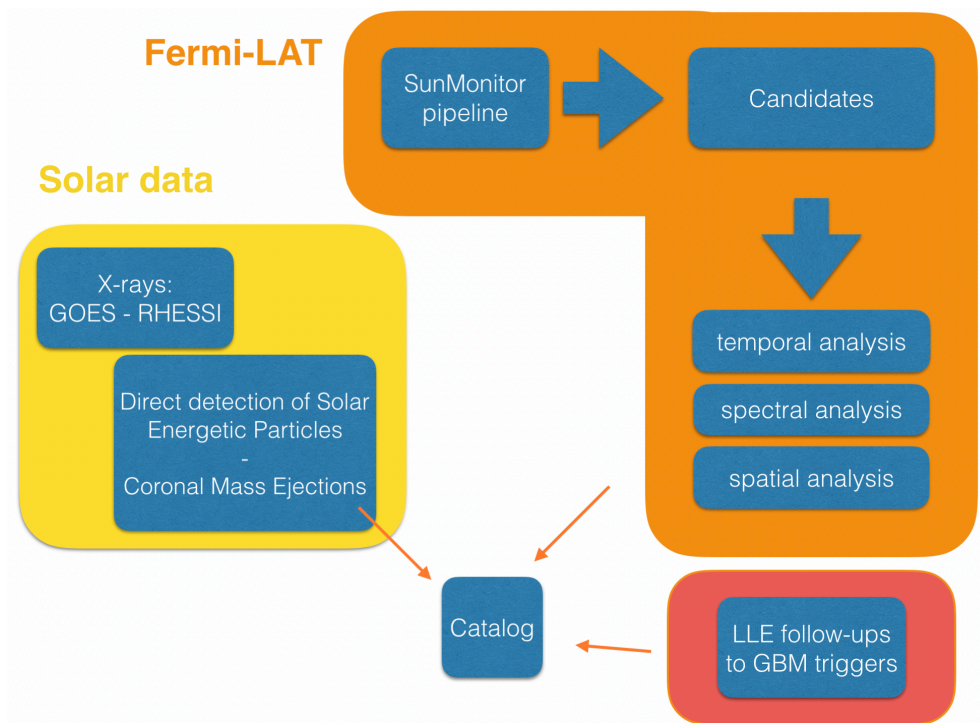 Fermi-LAT
SunMonitor
pipeline
Candidates
Solar data
X-rays:
GOES - RHESSI
Direct detection of Solar
Energetic Particles
-
Coronal Mass Ejections
temporal analysis
spectral analysis
spatial analysis
Catalog
LLE follow-ups
to GBM triggers